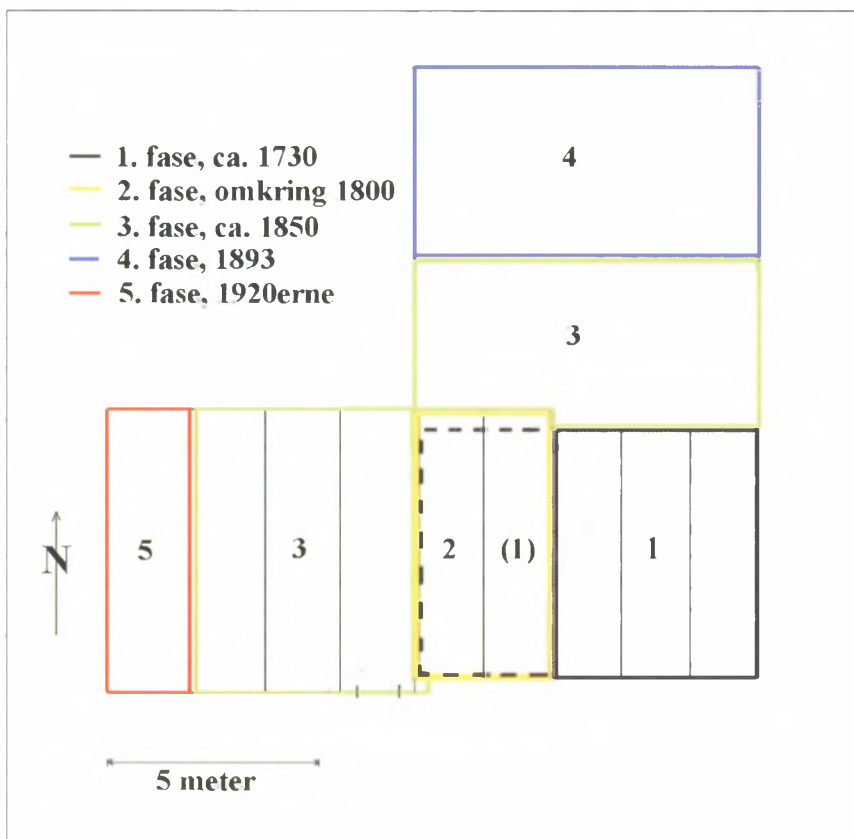 1. fase, ca. 1730
2. fase, omkring 1800
3. fase, ca. 1850
4. fase, 1893
5. fase, 1920erne
4
3
5
3
2
(1)
1
N
5 meter